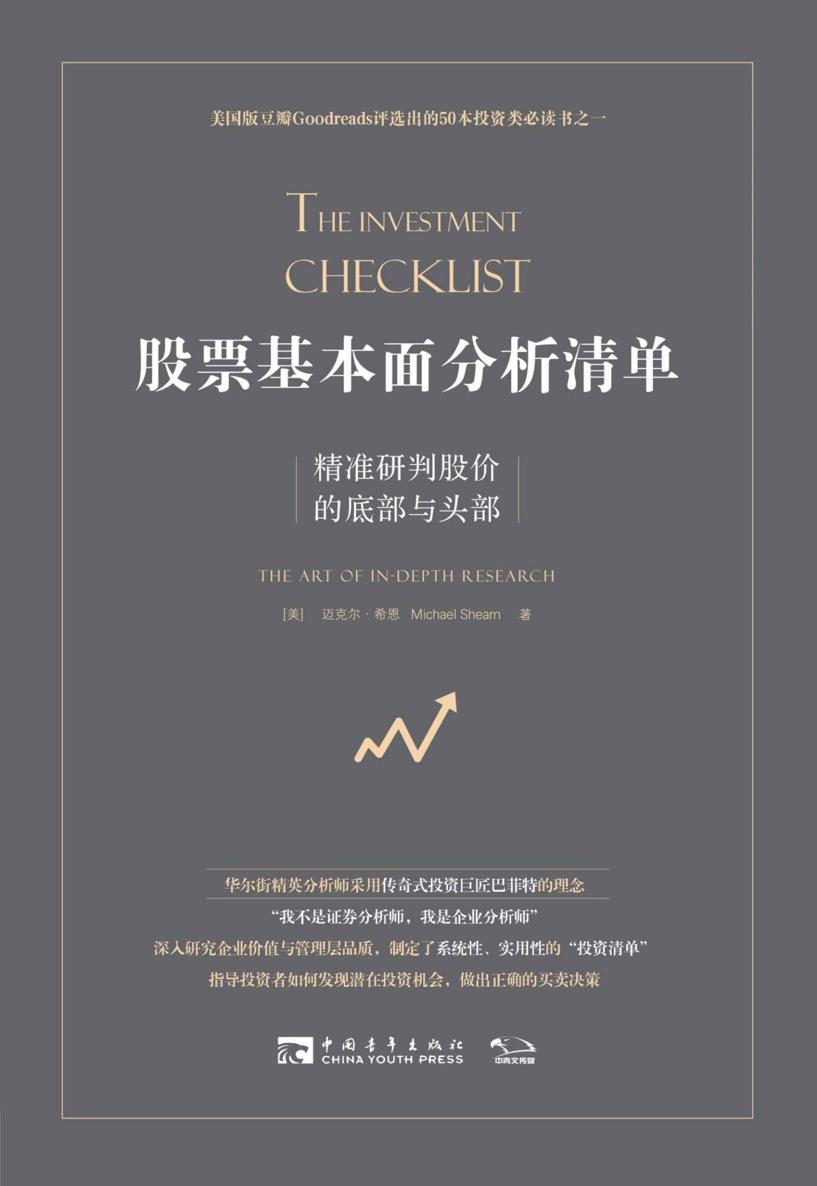 美国版豆瓣Goodreads评选出的50本投资类必读书之一
THE INVESTMENT
CHECKLIST
股票基本面分析清单
精准研判股价
的底部与头部
THE ART OF IN-DEPTH RESEARCH
[美] 迈克尔·希恩 Michael Shearn 著
华尔街精英分析师采用传奇式投资巨匠巴菲特的理念
“我不是证券分析师，我是企业分析师”
深入研究企业价值与管理层品质，制定了系统性、实用性的“投资清单”
指导投资者如何发现潜在投资机会，做出正确的买卖决策
中国青年出版社
CHINA YOUTH PRESS
中青文传媒